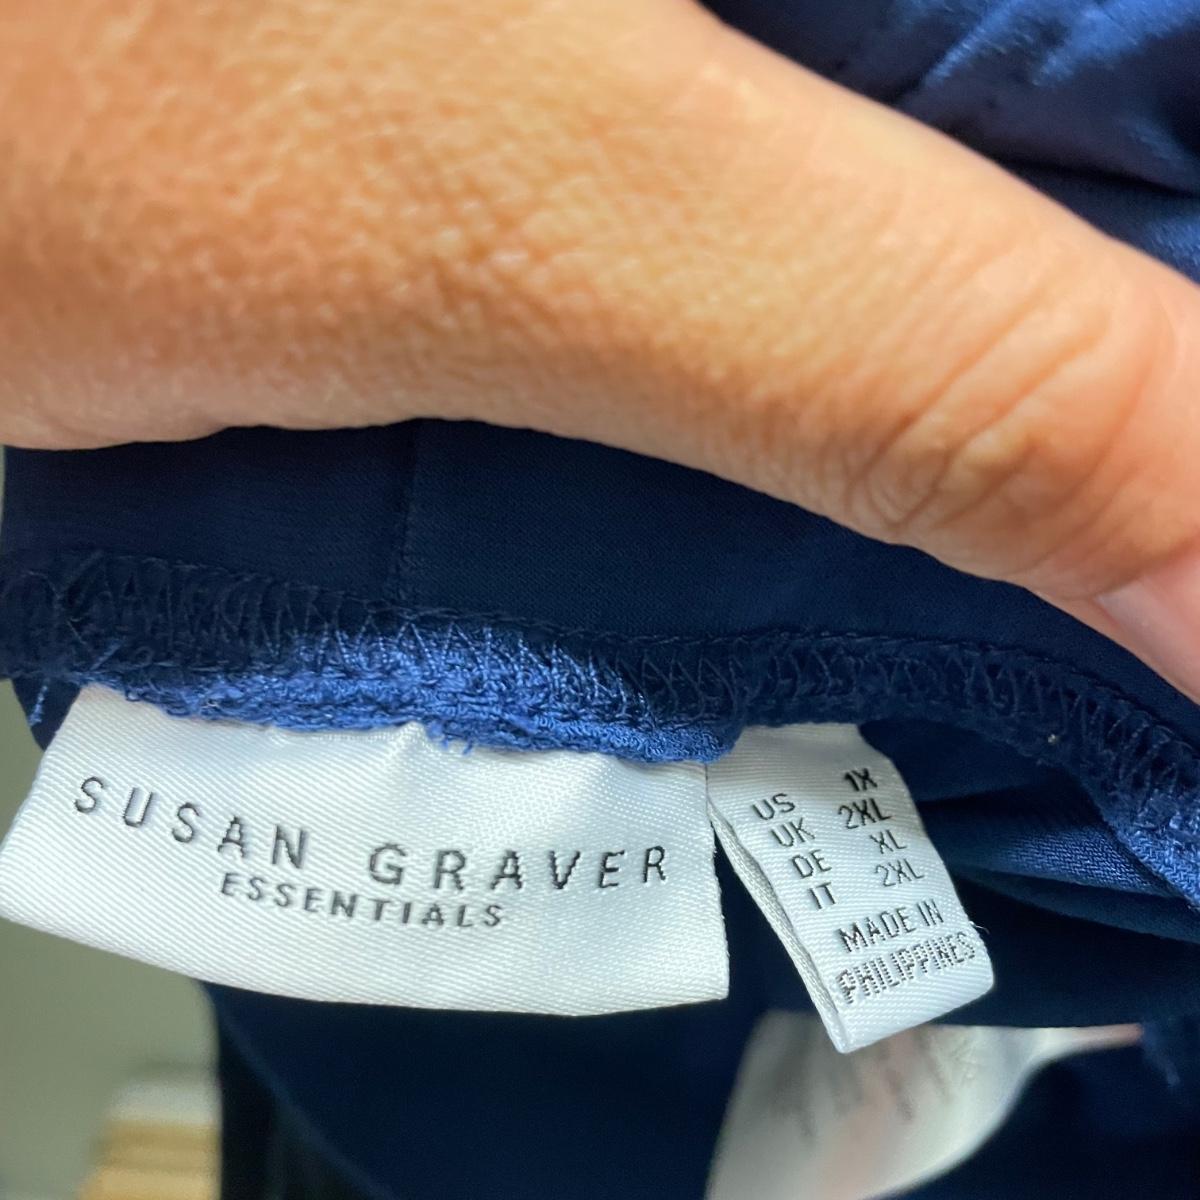 SUSAN GRAVER
ESSENTIALS
US 1X
UK 2XL
DE XL
IT 2XL
MADE IN
PHILIPPINES